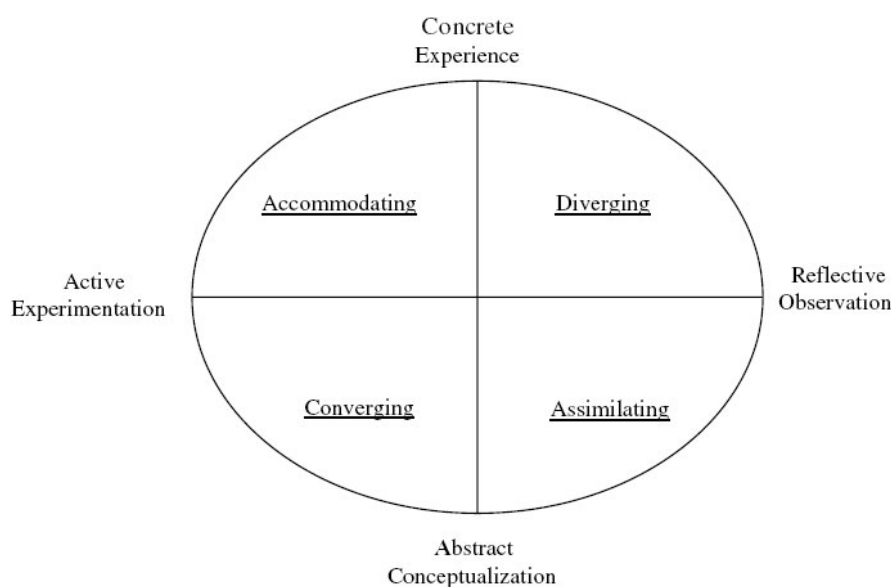 Concrete
Experience
Accommodating
Diverging
Active
Experimentation
Reflective
Observation
Converging
Assimilating
Abstract
Conceptualization